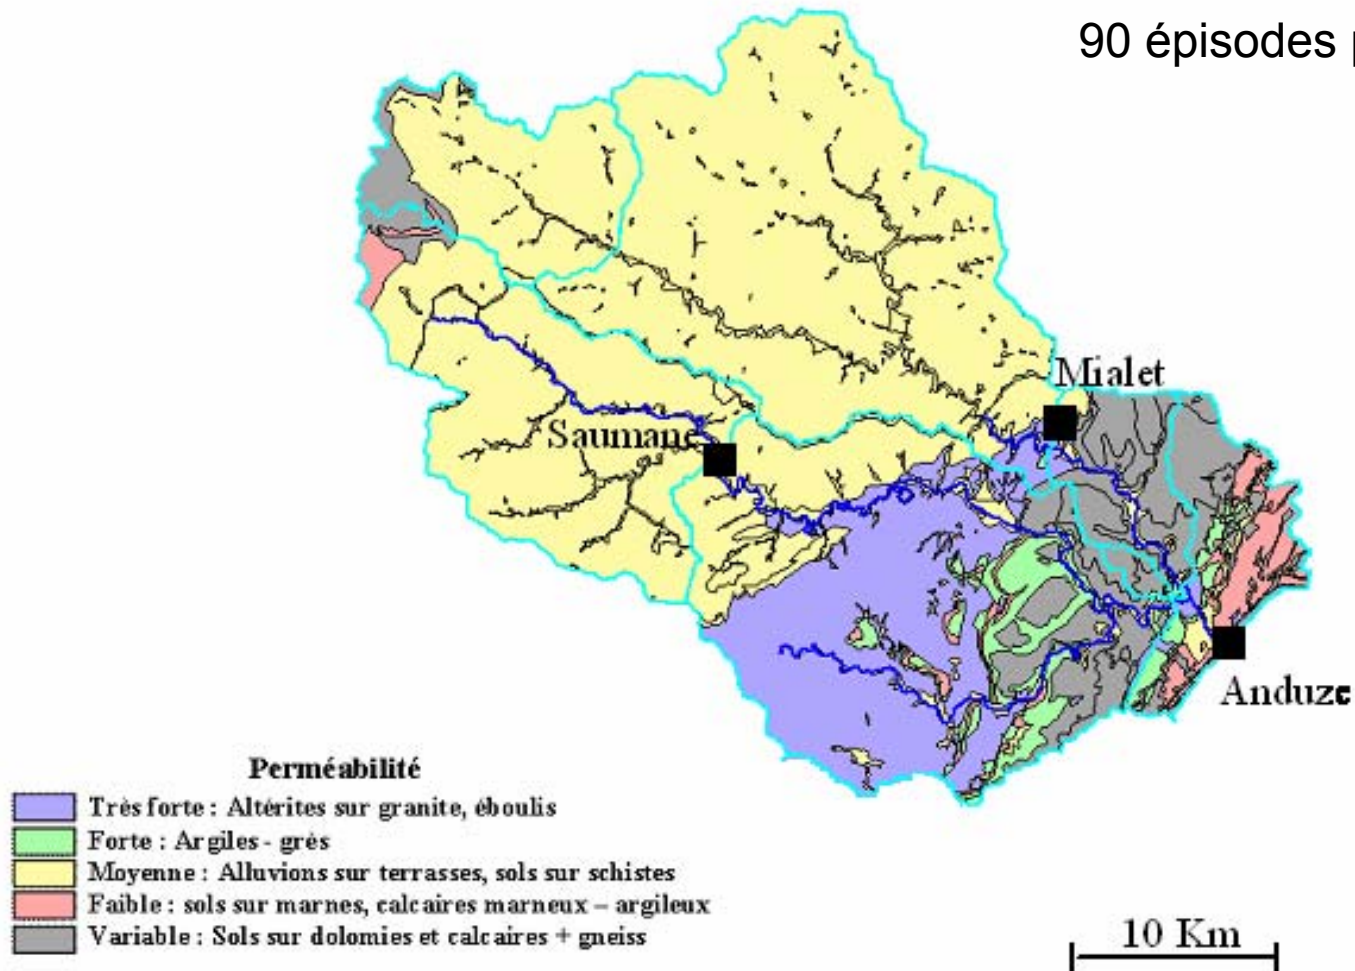 90 épisodes p
Mialet
Saumane
Anduze
Perméabilité
Très forte : Altérites sur granite, éboulis
Forte : Argiles - grès
Moyenne : Alluvions sur terrasses, sols sur schistes
Faible : sols sur marnes, calcaires marneux – argileux
Variable : Sols sur dolomies et calcaires + gneiss
10 Km